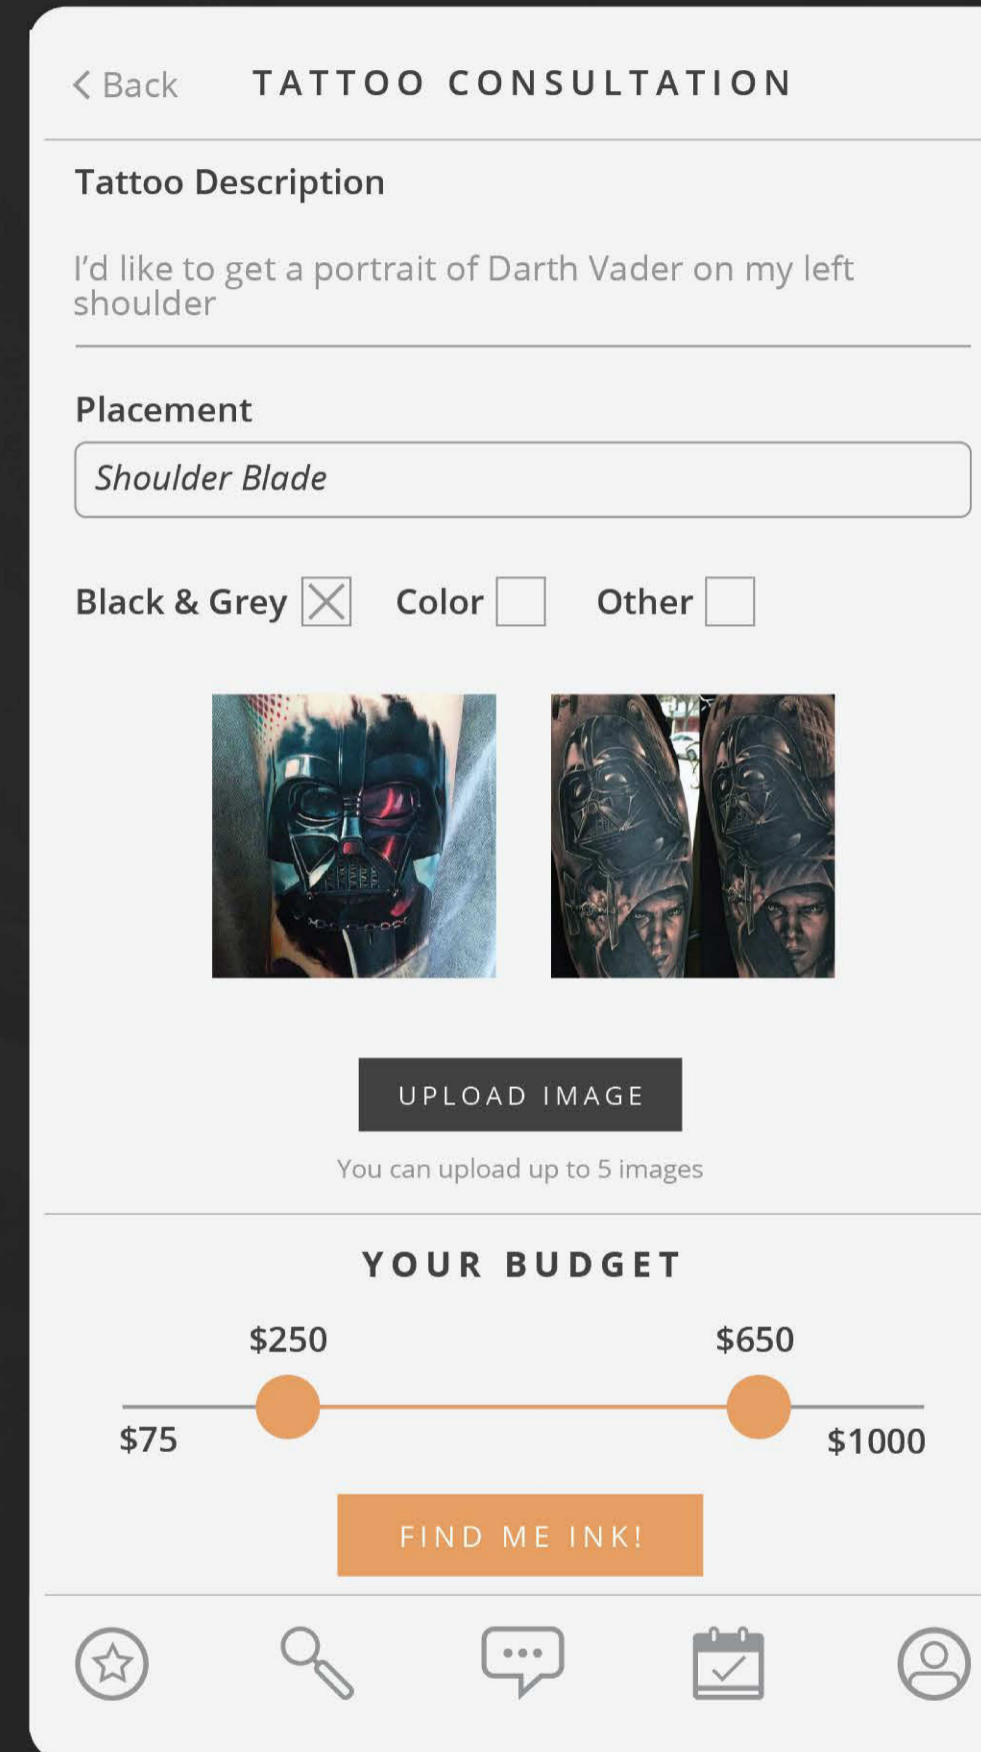 Back
TATTOO CONSULTATION
Tattoo Description
I'd like to get a portrait of Darth Vader on my left
shoulder
Placement
Shoulder Blade
Black & Grey Color Other
UPLOAD IMAGE
You can upload up to 5 images
YOUR BUDGET
$250 $650
$75 $1000
FIND ME INK!